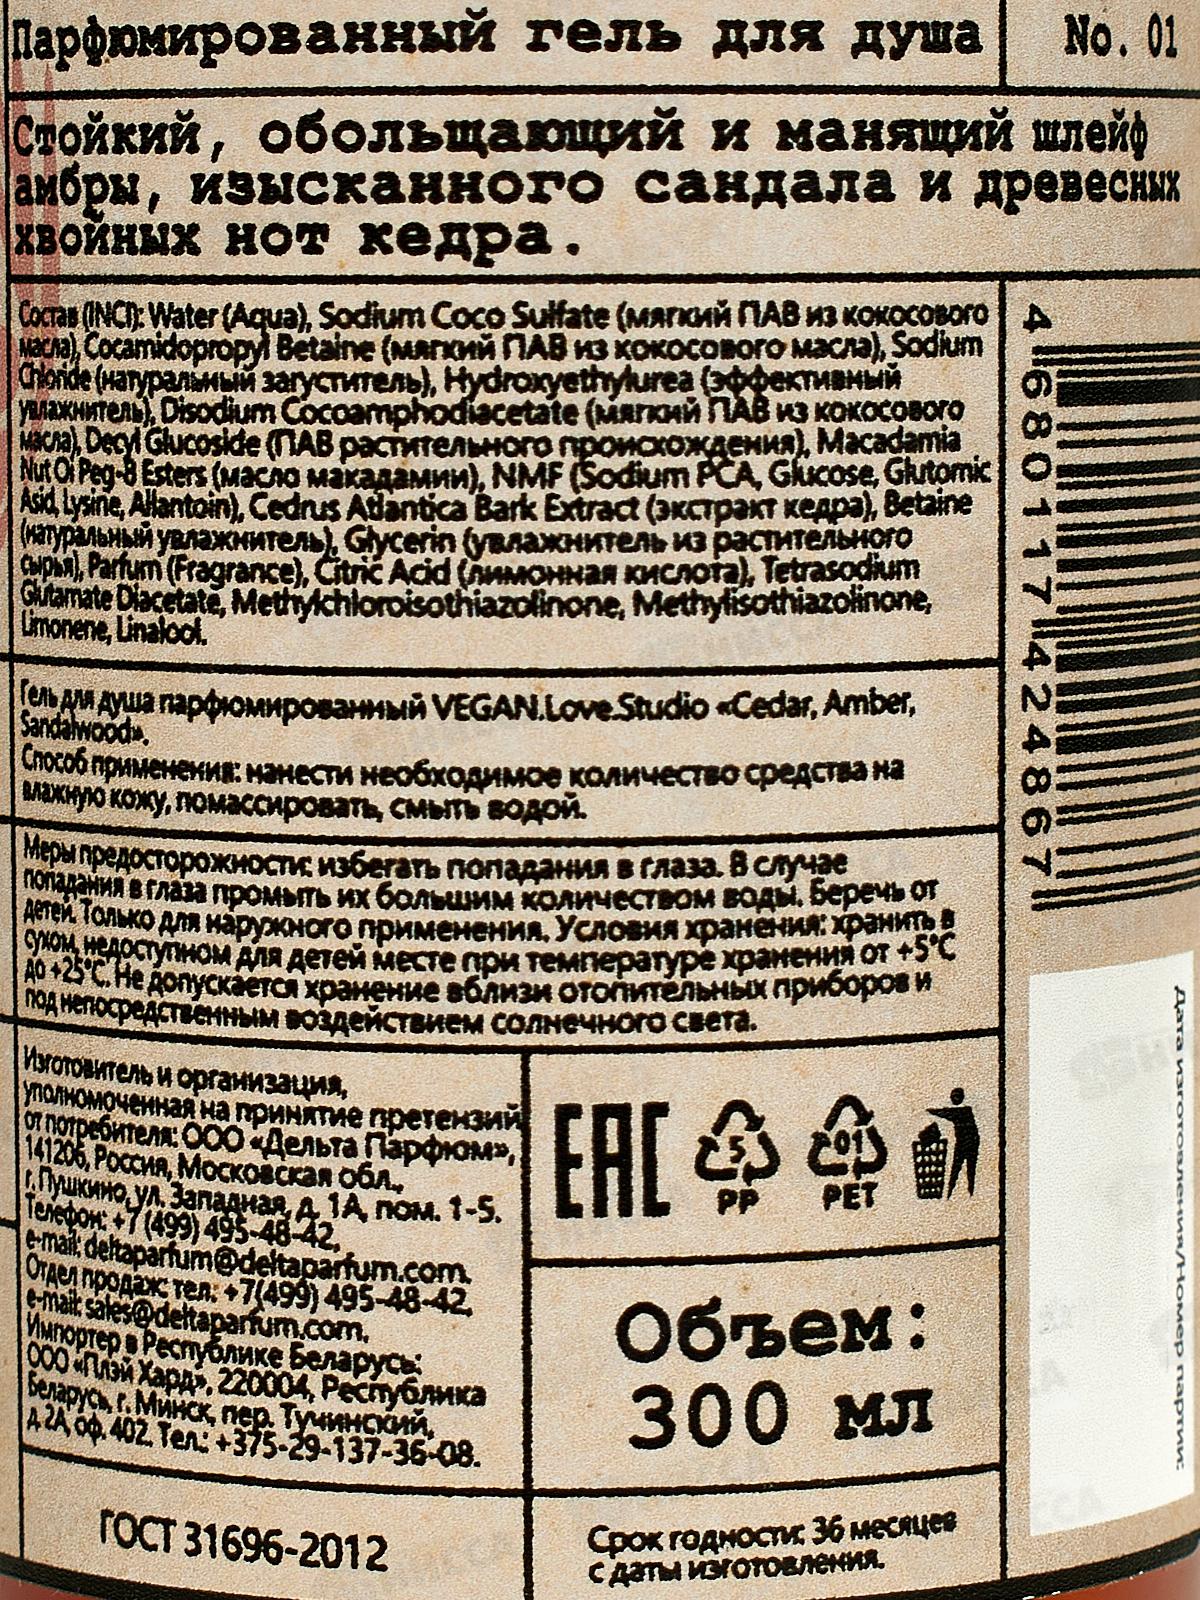 Парфюмированный гель для душа
No. 01
Стойкий, обольщающий и манящий шлейф
амбры, изысканного сандала и древесных
хвойных нот кедра.
Состав (INCI): Water (Aqua), Sodium Coco Sulfate (мягкий ПАВ из кокосового
масла), Cocamidopropyl Betaine (мягкий ПАВ из кокосового масла), Sodium
Chloride (натуральный загуститель), Hydroxyethylurea (эффективный
увлажнитель), Disodium Cocoamphodiacetate (мягкий ПАВ из кокосового
масла), Decyl Glucoside (ПАВ растительного происхождения), Macadamia
Nut Oi Peg-8 Esters (масло макадамии), NMF (Sodium PCA, Glucose, Glutomic
Asid, Lysine, Allantoin), Cedrus Atlantica Bark Extract (экстракт кедра), Betaine
(натуральный увлажнитель), Glycerin (увлажнитель из растительного
сырья), Parfum (Fragrance), Citric Acid (лимонная кислота), Tetrasodium
Glutamate Diacetate, Methylchloroisothiazolinone, Methylisothiazolinone,
Limonene, Linalool.
Гель для душа парфюмированный VEGAN.Love.Studio «Cedar, Amber,
Sandalwood».
Способ применения: нанести необходимое количество средства на
влажную кожу, помассировать, смыть водой.
Меры предосторожности: избегать попадания в глаза. В случае
попадания в глаза промыть их большим количеством воды. Беречь от
детей. Только для наружного применения. Условия хранения: хранить в
сухом, недоступном для детей месте при температуре хранения от +5°C
до +25°C. Не допускается хранение вблизи отопительных приборов и
под непосредственным воздействием солнечного света.
Изготовитель и организация,
уполномоченная на принятие претензий
от потребителя: ООО «Дельта Парфюм»,
141206, Россия, Московская обл.,
г. Пушкино, ул. Западная, д. 1А, пом. 1-5.
Телефон: +7 (499) 495-48-42,
e-mail: deltaparfum@deltaparfum.com.
Отдел продаж: тел.: +7(499) 495-48-42,
e-mail: sales@deltaparfum.com.
Импортер в Республике Беларусь:
ООО «Плэй Хард», 220004, Республика
Беларусь, г. Минск, пер. Тучинский,
д. 2А, оф. 402. Тел.: +375-29-137-36-08.
ГОСТ 31696-2012
EAC
5
PP
01
PET
Объем:
300 мл
Срок годности: 36 месяцев
с даты изготовления.
4 680117 424867
Дата изготовления/номер партии: